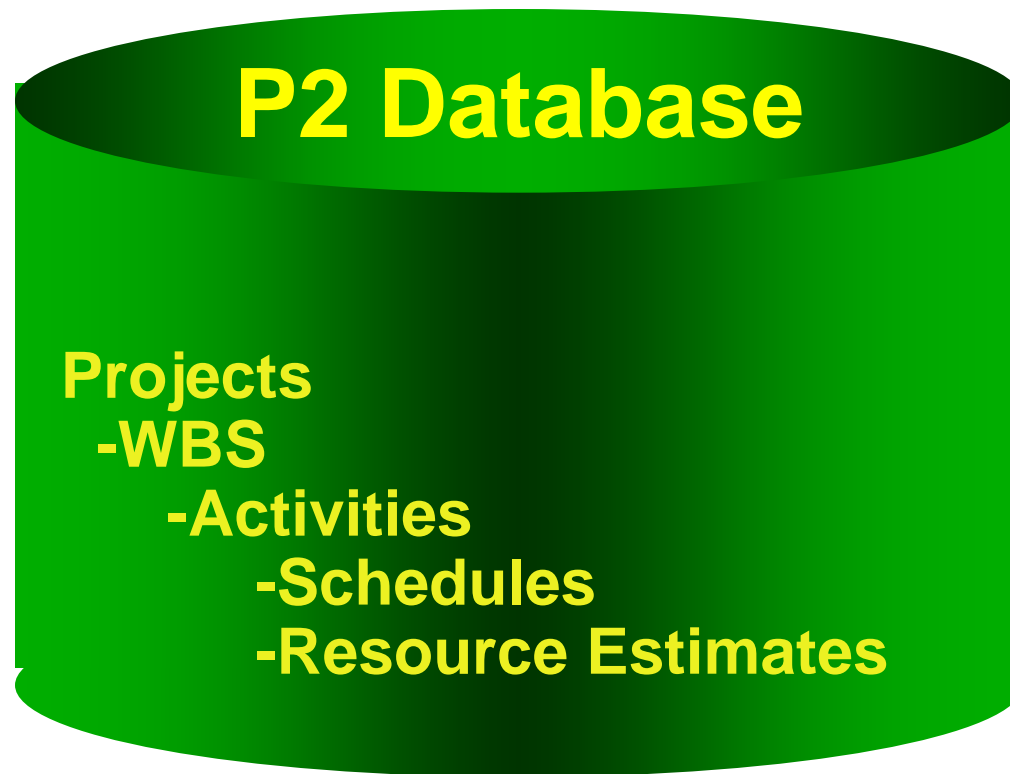 P2 Database
Projects
-WBS
-Activities
-Schedules
-Resource Estimates